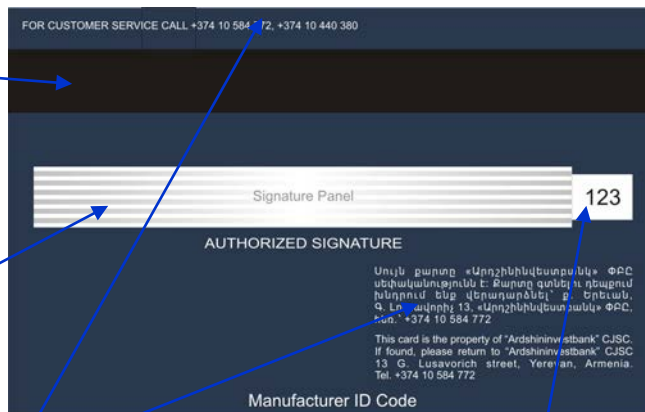 FOR CUSTOMER SERVICE CALL +374 10 584 772, +374 10 440 380
Signature Panel
123
AUTHORIZED SIGNATURE
Սույն քարտը «Արդշինինվեստբանկ» ՓԲԸ
սեփականությունն է: Քարտը գտնելու դեպքում
խնդրում ենք վերադարձնել՝ ք. Երևան,
Գ. Լուսավորիչ 13, «Արդշինինվեստբանկ» ՓԲԸ,
հեռ.՝ +374 10 584 772
This card is the property of "Ardshininvestbank" CJSC.
If found, please return to "Ardshininvestbank" CJSC
13 G. Lusavorich street, Yerevan, Armenia.
Tel. +374 10 584 772
Manufacturer ID Code